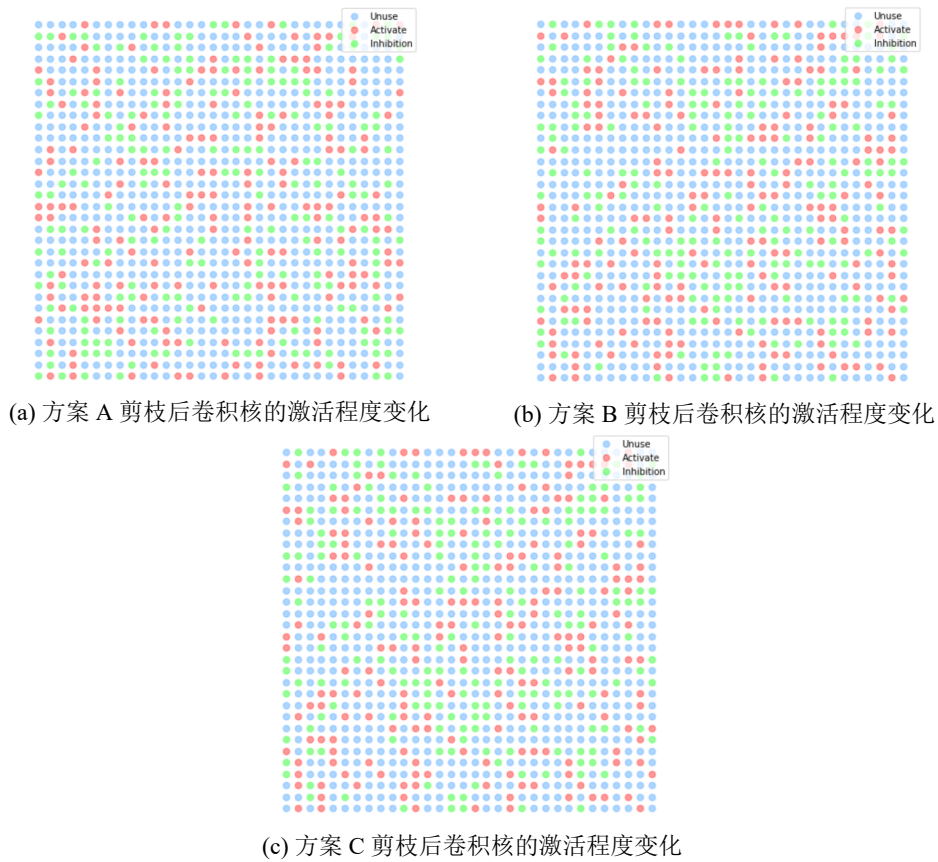 Unuse
Activate
Inhibition
Unuse
Activate
Inhibition
(a) 方案 A 剪枝后卷积核的激活程度变化
(b) 方案 B 剪枝后卷积核的激活程度变化
Unuse
Activate
Inhibition
(c) 方案 C 剪枝后卷积核的激活程度变化